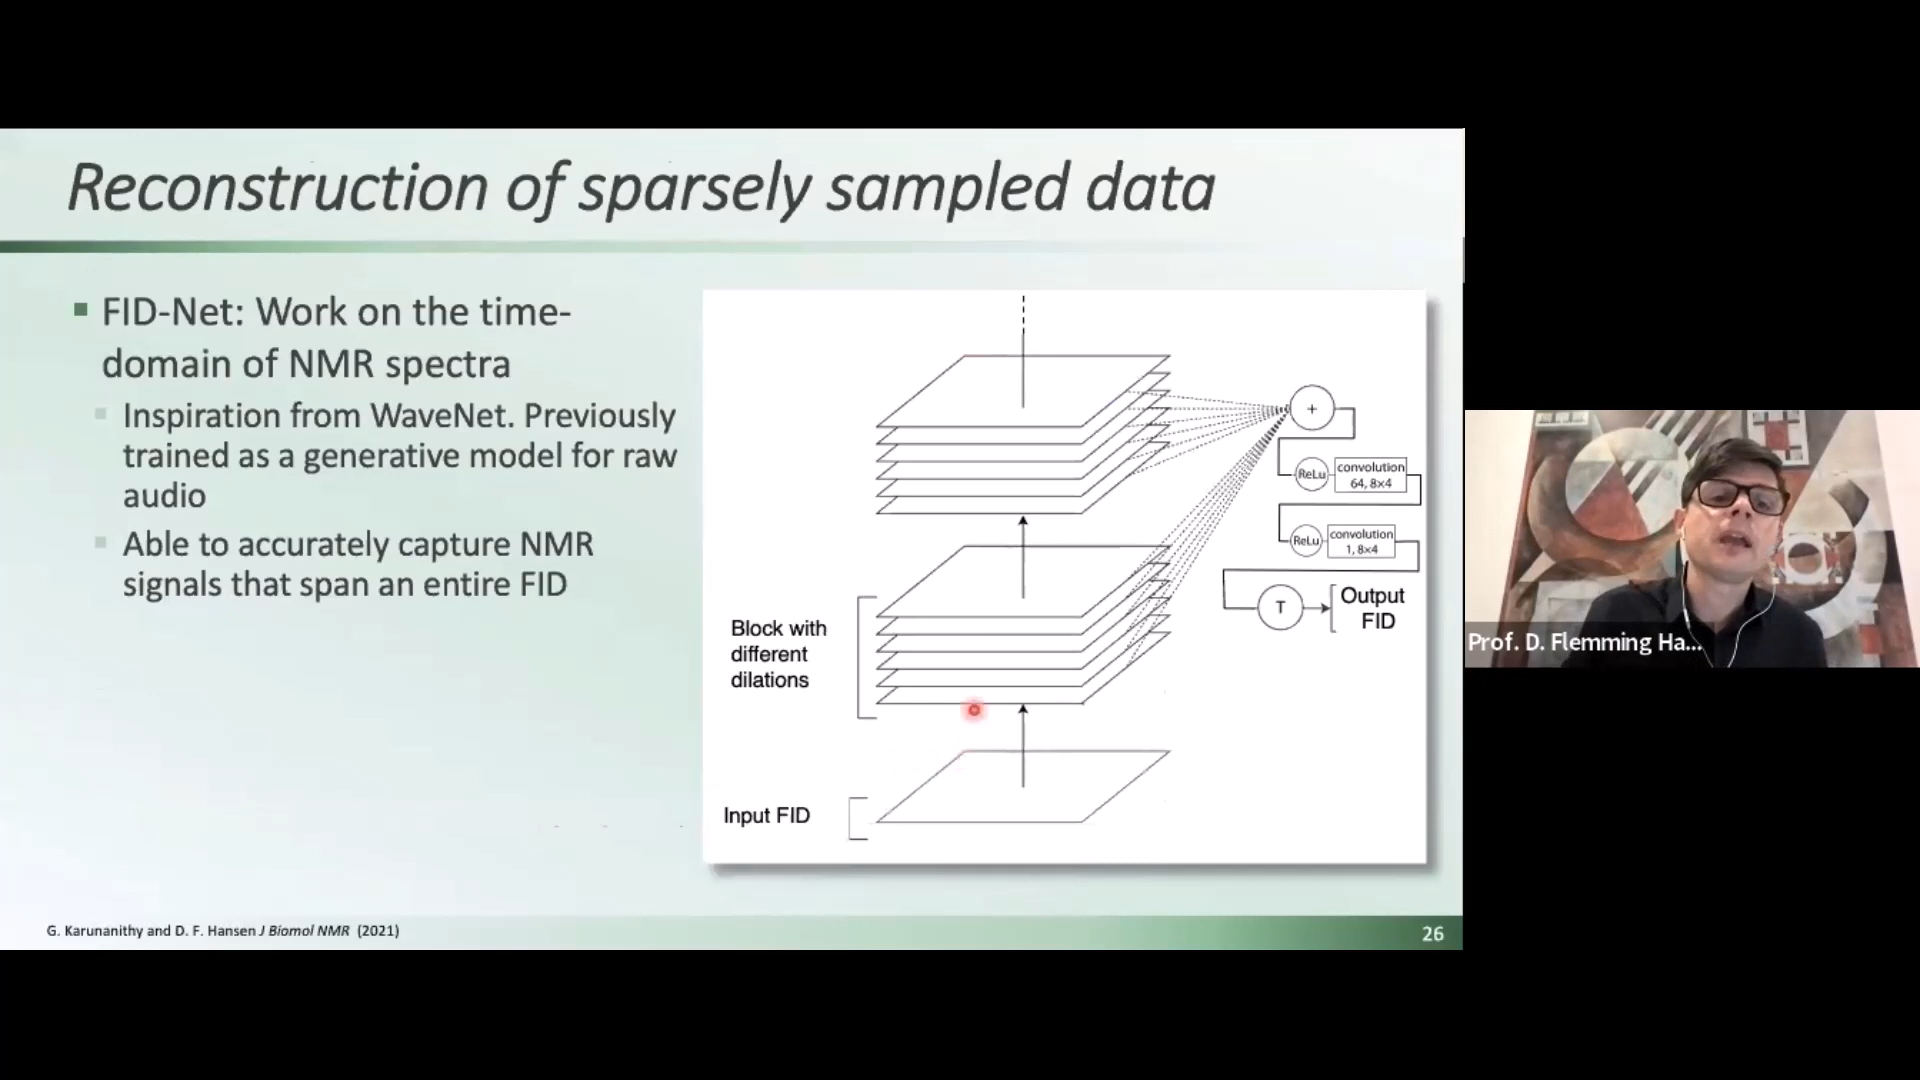 Reconstruction of sparsely sampled data
FID-Net: Work on the time-
domain of NMR spectra
Inspiration from WaveNet. Previously
trained as a generative model for raw
audio
Able to accurately capture NMR
signals that span an entire FID
+
ReLu
convolution
64, 8×4
ReLu
convolution
1, 8×4
T
Output
FID
Block with
different
dilations
Input FID
Prof. D. Flemming Ha...
G. Karunanithy and D. F. Hansen J Biomol NMR (2021)
26